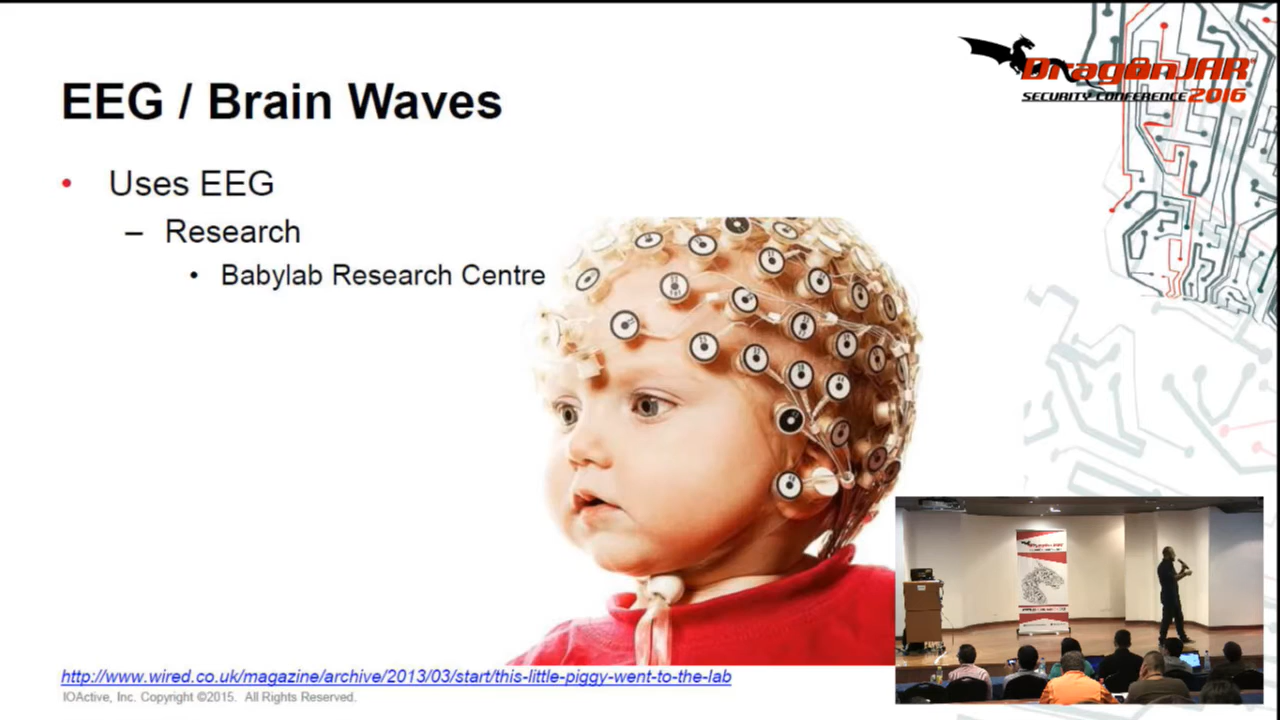 EEG / Brain Waves
DragonJAR
SECURITY CONFERENCE 2016
• Uses EEG
– Research
• Babylab Research Centre
http://www.wired.co.uk/magazine/archive/2013/03/start/this-little-piggy-went-to-the-lab
IOActive, Inc. Copyright ©2015. All Rights Reserved.